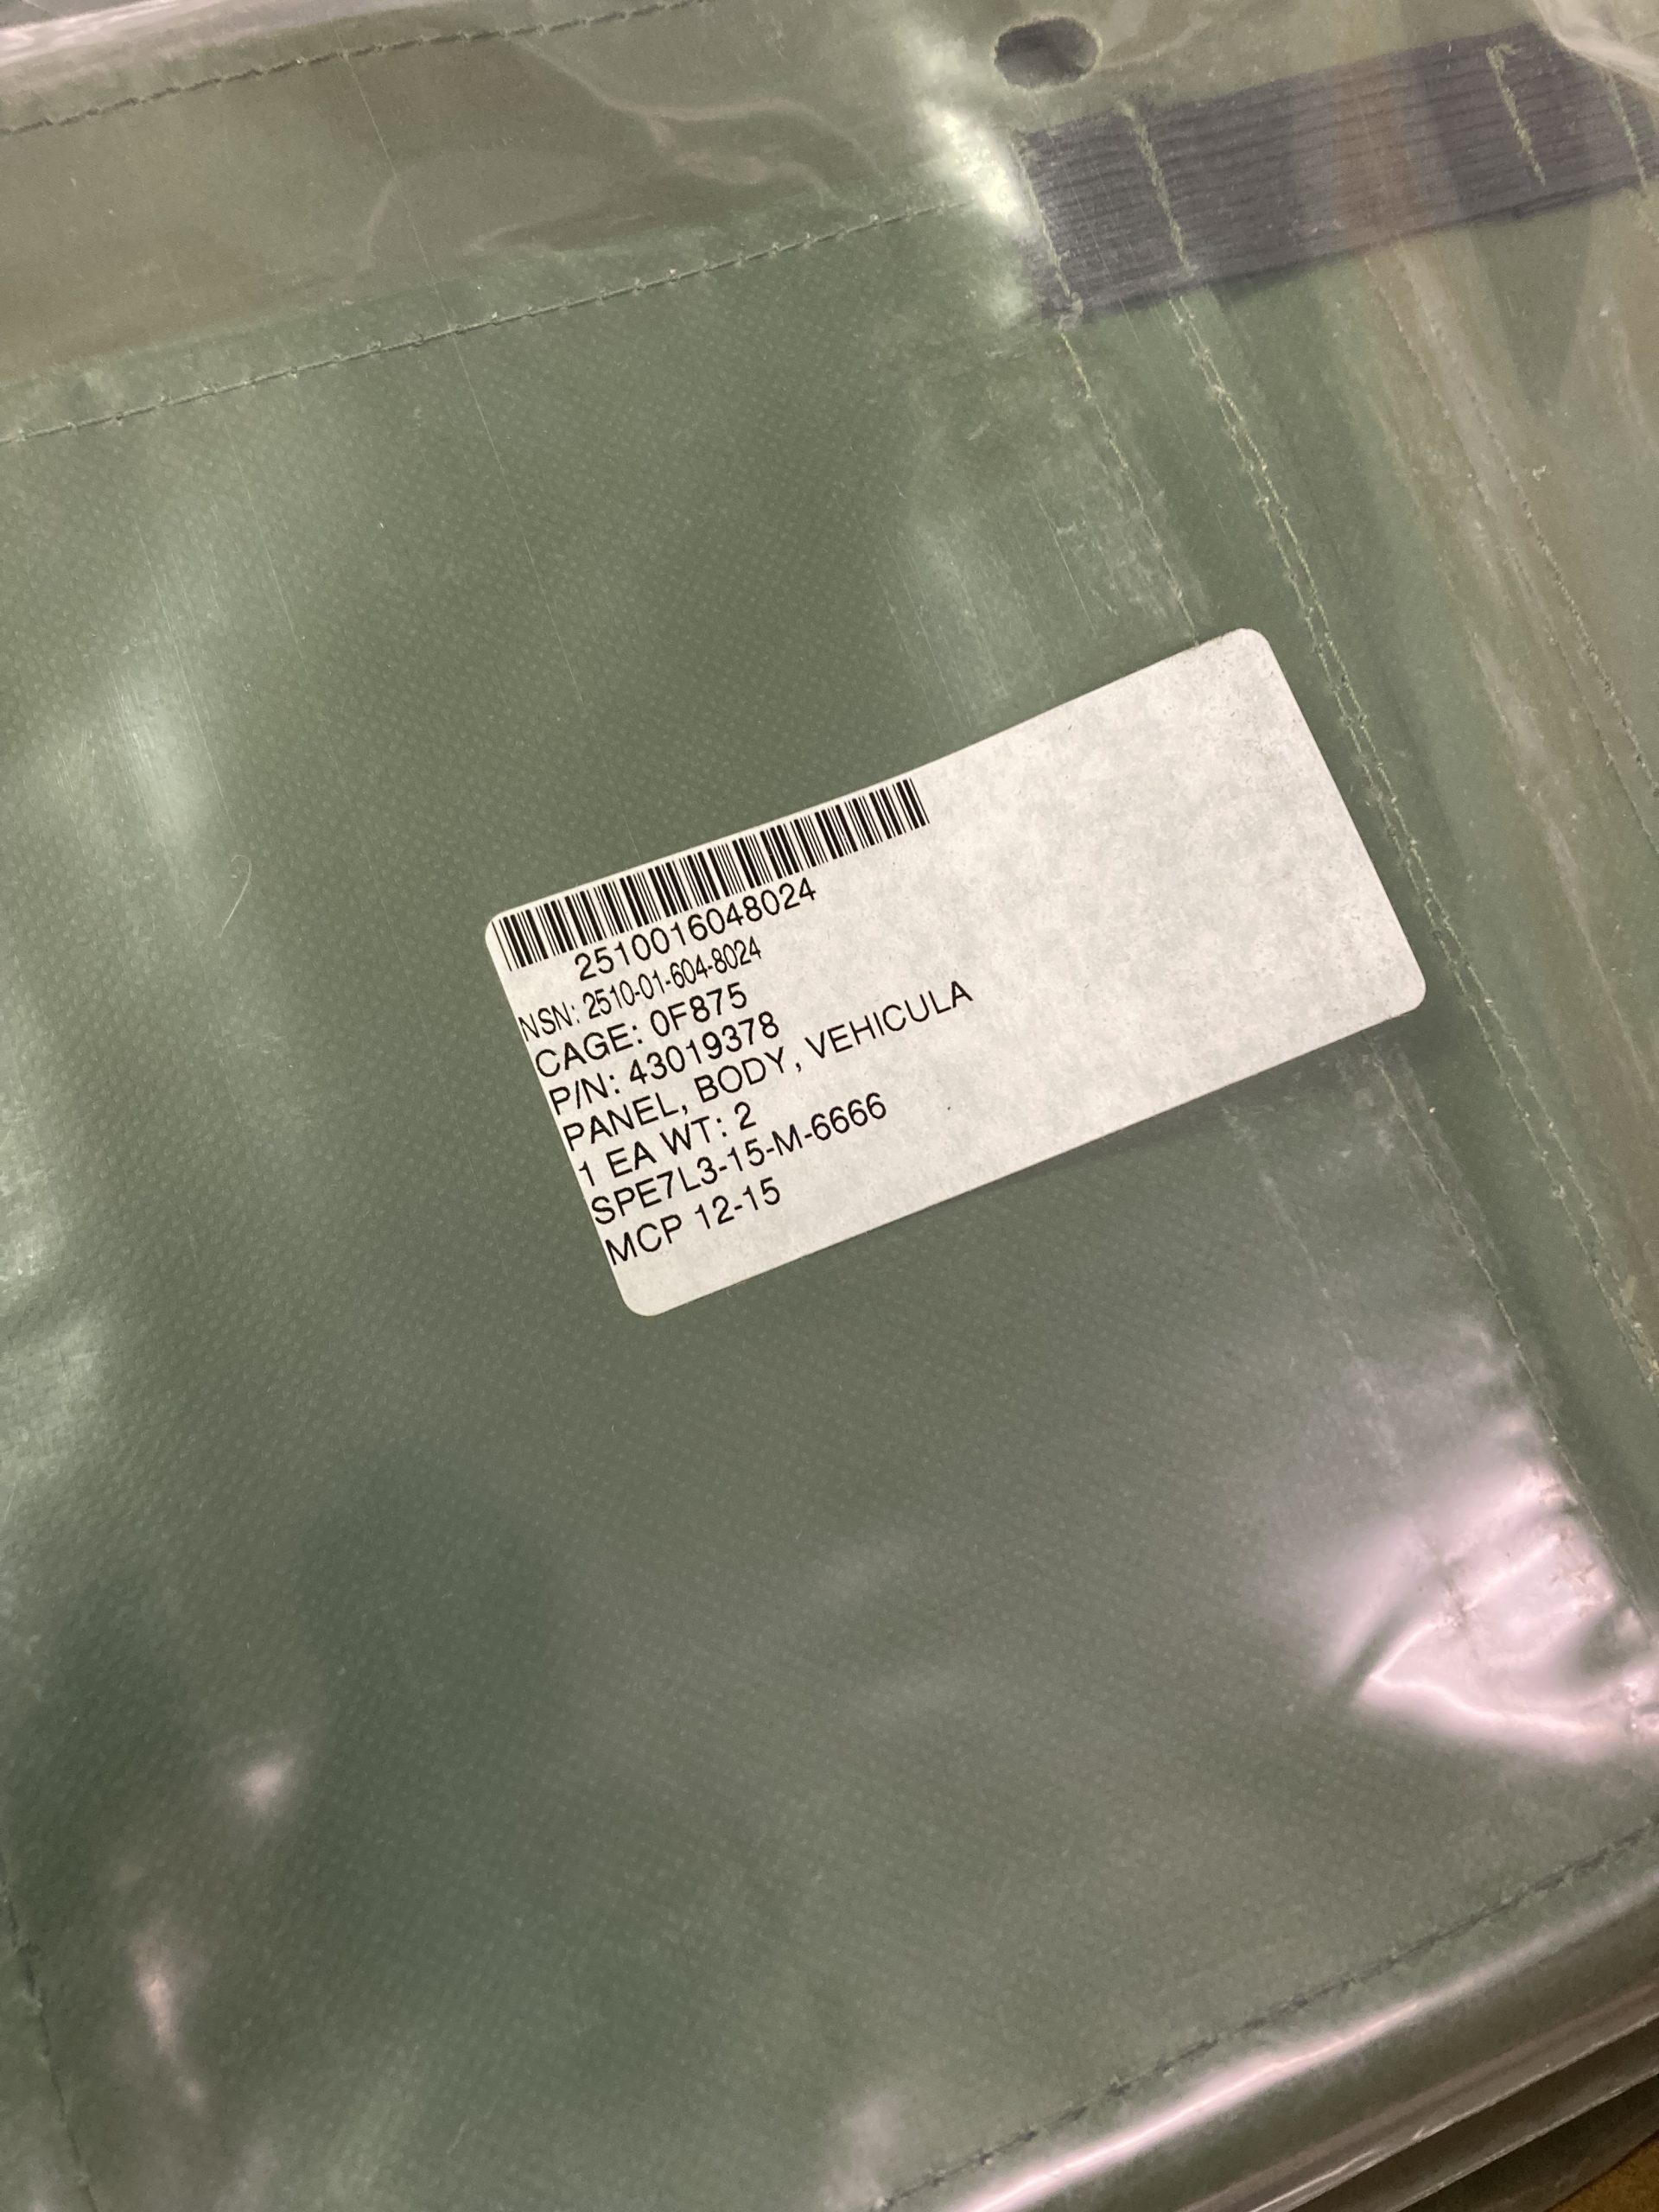 2510016048024
NSN: 2510-01-604-8024
CAGE: 0F875
P/N: 43019378
PANEL, BODY, VEHICULA
1 EA WT: 2
SPE7L3-15-M-6666
MCP 12-15